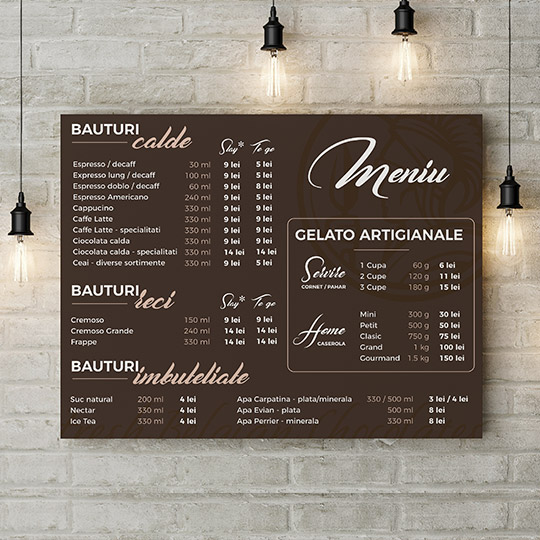 BAUTURI calde
Stay* To go
Espresso / decaff 30 ml 9 lei 5 lei
Espresso lung / decaff 100 ml 9 lei 5 lei
Espresso doblo / decaff 60 ml 9 lei 8 lei
Espresso Americano 240 ml 9 lei 5 lei
Cappucino 330 ml 9 lei 9 lei
Caffe Latte 330 ml 9 lei 9 lei
Caffe Latte - specialitati 330 ml 9 lei 9 lei
Ciocolata calda 330 ml 9 lei 9 lei
Ciocolata calda - specialitati 330 ml 14 lei 14 lei
Ceai - diverse sortimente 330 ml 9 lei 5 lei
BAUTURI reci
Stay* To go
Cremoso 150 ml 9 lei 9 lei
Cremoso Grande 240 ml 14 lei 14 lei
Frappe 330 ml 14 lei 14 lei
BAUTURI imbuteliate
Suc natural 200 ml 4 lei
Nectar 330 ml 4 lei
Ice Tea 330 ml 4 lei
Apa Carpatina - plata/minerala 330 / 500 ml 3 lei / 4 lei
Apa Evian - plata 500 ml 8 lei
Apa Perrier - minerala 330 ml 8 lei
Meniu
GELATO ARTIGIANALE
Servire
CORNET / PAHAR
1 Cupa 60 g 6 lei
2 Cupe 120 g 11 lei
3 Cupe 180 g 15 lei
Home
CASEROLA
Mini 300 g 30 lei
Petit 500 g 50 lei
Clasic 750 g 75 lei
Grand 1 kg 100 lei
Gourmand 1.5 kg 150 lei